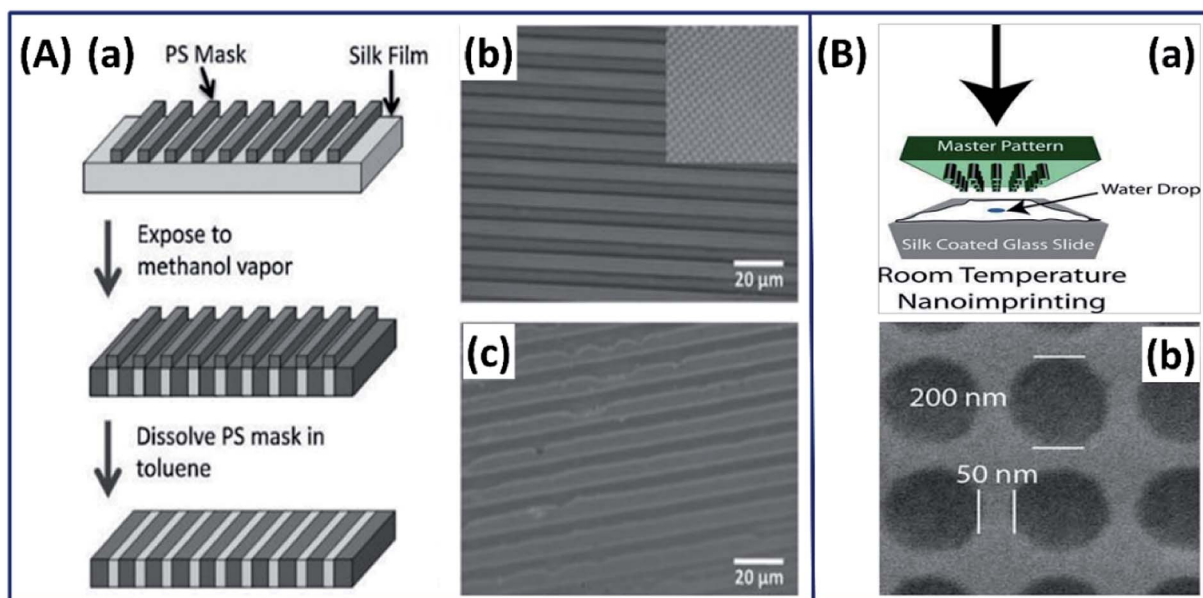 (A) (a)
PS Mask
Silk Film
Expose to
methanol vapor
Dissolve PS mask in
toluene
(b)
20 µm
(c)
20 µm
(B)
(a)
Master Pattern
Water Drop
Silk Coated Glass Slide
Room Temperature
Nanoimprinting
(b)
200 nm
50 nm